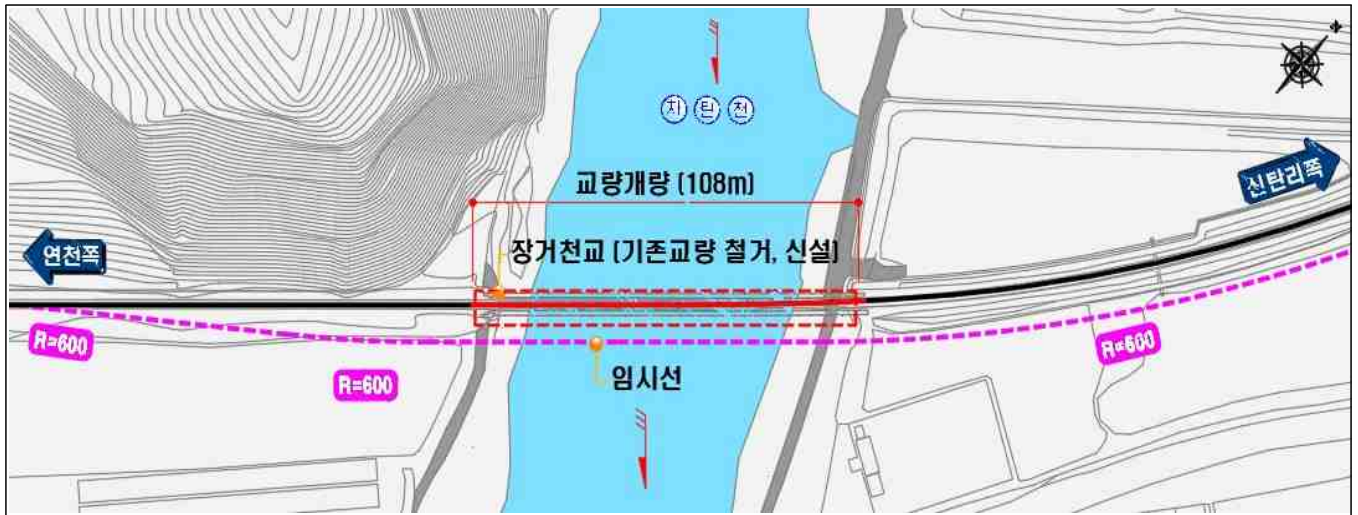 차탄천
교량개량 (108m)
신탄리쪽
연천쪽
장거천교 (기존교량 철거, 신설)
R=600
R=600
R=600
임시선